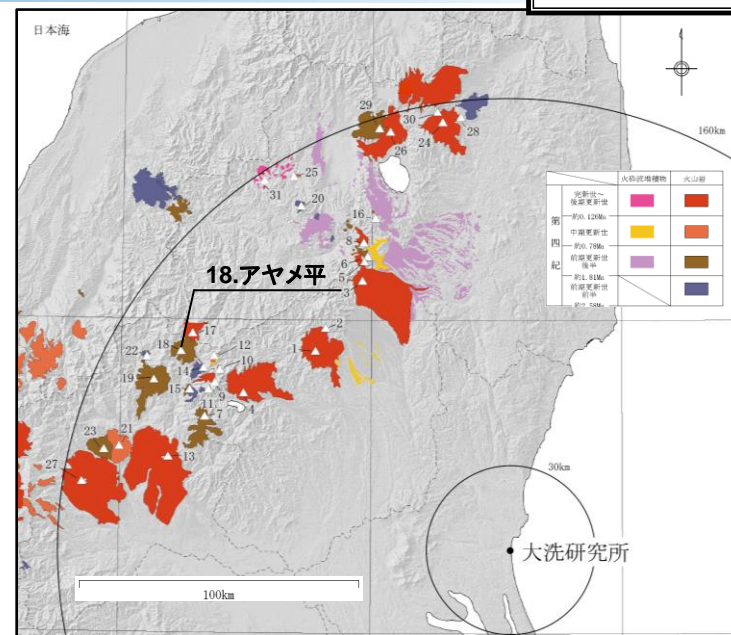 日本海
160km
29
30
28
24
26
25
31
20
16
8
6
5
3
18.アヤメ平
17
2
18
12
1
22
14
10
19
15
9
11
4
7
21
23
13
27
火砕流堆積物 火山岩
第四紀
完新世～
後期更新世
約0.126Ma
中期更新世
約0.78Ma
前期更新世
後半
約1.81Ma
前期更新世
前半
約2.58Ma
30km
大洗研究所
100km